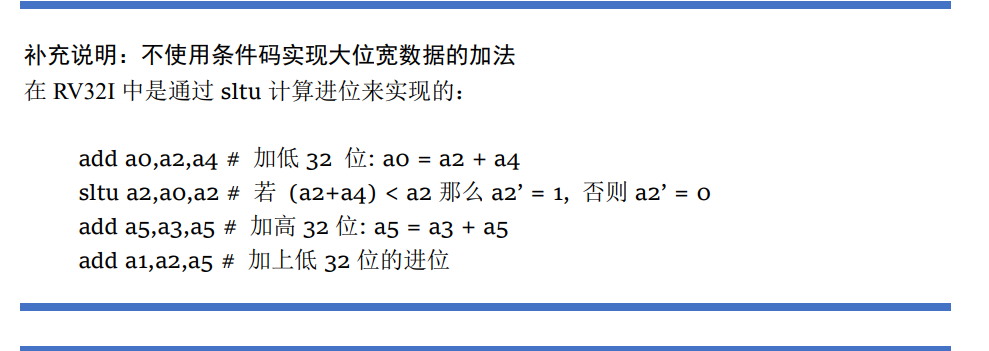 补充说明：不使用条件码实现大位宽数据的加法
在 RV32I 中是通过 sltu 计算进位来实现的：
add a0,a2,a4 # 加低 32 位: a0 = a2 + a4
sltu a2,a0,a2 # 若 (a2+a4) < a2 那么 a2’ = 1, 否则 a2’ = 0
add a5,a3,a5 # 加高 32 位: a5 = a3 + a5
add a1,a2,a5 # 加上低 32 位的进位